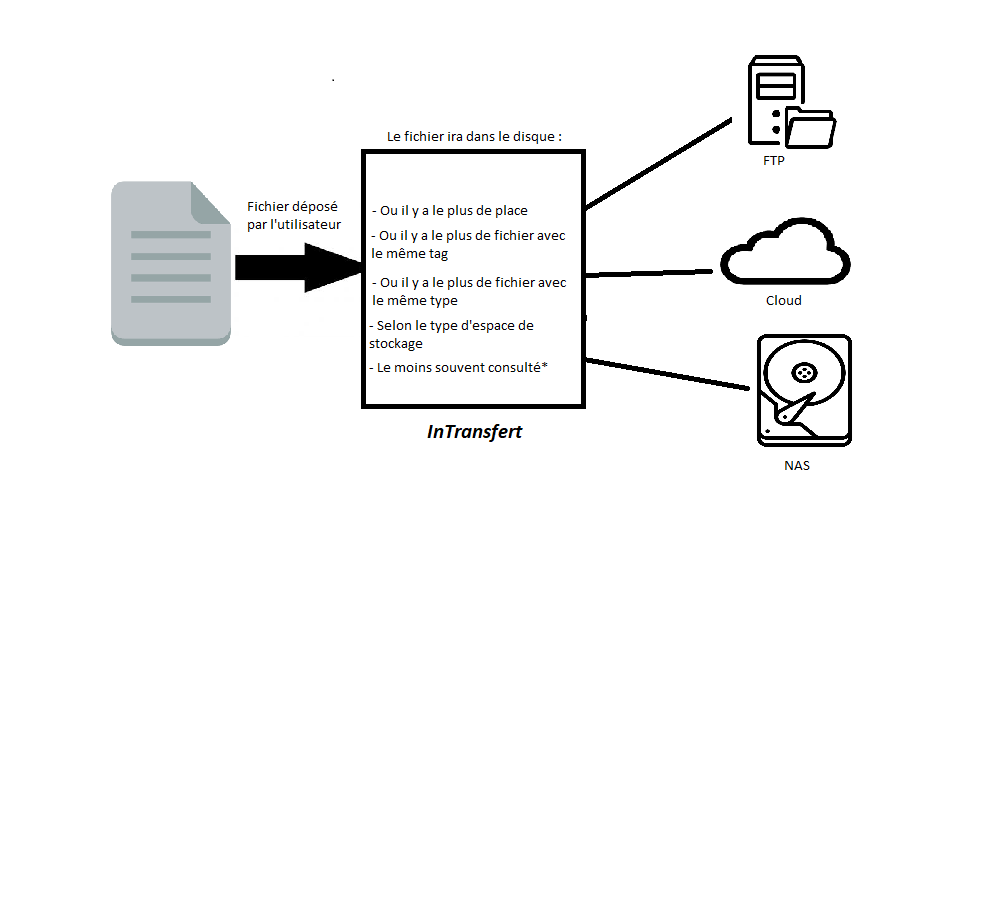 Le fichier ira dans le disque :
Fichier déposé
par l'utilisateur
- Ou il y a le plus de place
- Ou il y a le plus de fichier avec
le même tag
- Ou il y a le plus de fichier avec
le même type
- Selon le type d'espace de
stockage
- Le moins souvent consulté*
InTransfert
FTP
Cloud
NAS